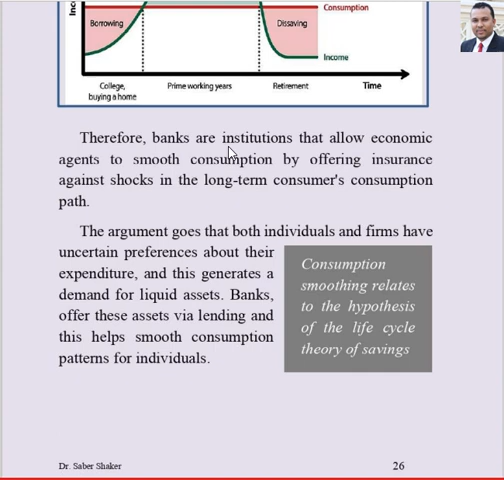 Inc
Consumption
Borrowing
Dissaving
Income
College,
buying a home
Prime working years
Retirement
Time
Therefore, banks are institutions that allow economic
agents to smooth consumption by offering insurance
against shocks in the long-term consumer's consumption
path.
The argument goes that both individuals and firms have
uncertain preferences about their
expenditure, and this generates a
demand for liquid assets. Banks,
offer these assets via lending and
this helps smooth consumption
patterns for individuals.
Consumption
smoothing relates
to the hypothesis
of the life cycle
theory of savings
Dr. Saber Shaker
26